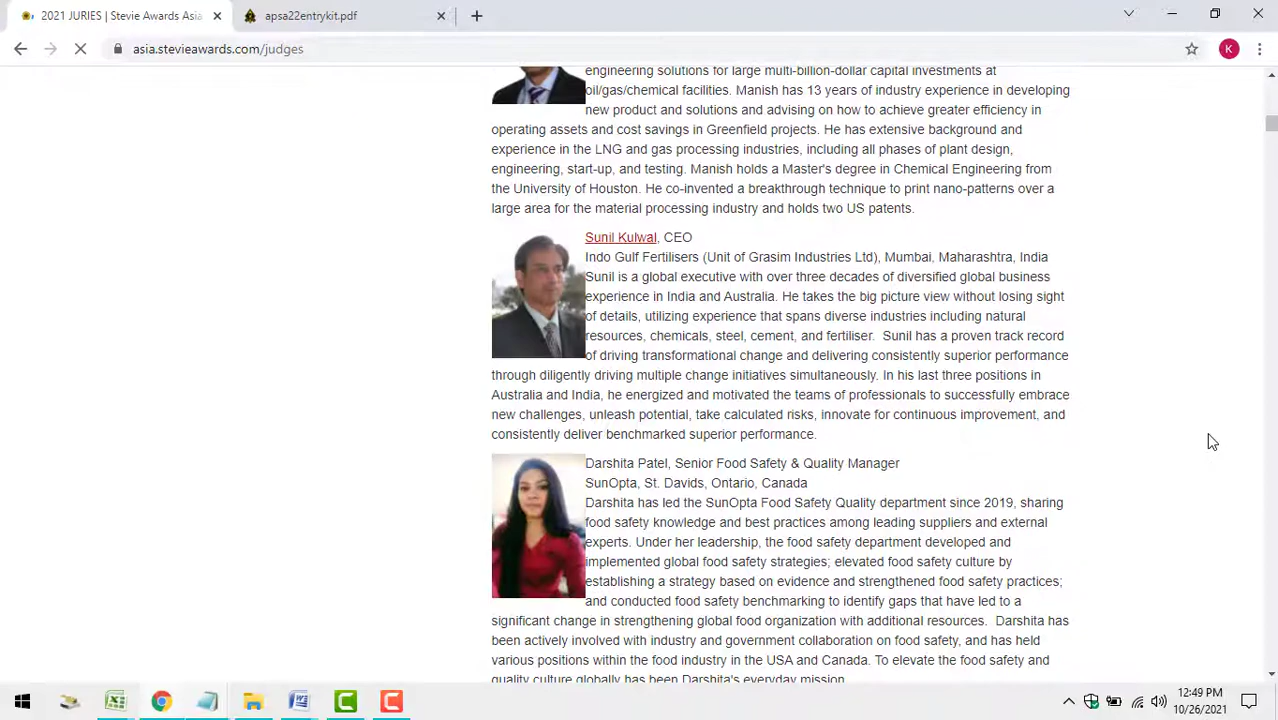 2021 JURIES | Stevie Awards Asia
apsa22entrykit.pdf
asia.stevieawards.com/judges
K
engineering solutions for large multi-billion-dollar capital investments at
oil/gas/chemical facilities. Manish has 13 years of industry experience in developing
new product and solutions and advising on how to achieve greater efficiency in
operating assets and cost savings in Greenfield projects. He has extensive background and
experience in the LNG and gas processing industries, including all phases of plant design,
engineering, start-up, and testing. Manish holds a Master's degree in Chemical Engineering from
the University of Houston. He co-invented a breakthrough technique to print nano-patterns over a
large area for the material processing industry and holds two US patents.
Sunil Kulwal, CEO
Indo Gulf Fertilisers (Unit of Grasim Industries Ltd), Mumbai, Maharashtra, India
Sunil is a global executive with over three decades of diversified global business
experience in India and Australia. He takes the big picture view without losing sight
of details, utilizing experience that spans diverse industries including natural
resources, chemicals, steel, cement, and fertiliser. Sunil has a proven track record
of driving transformational change and delivering consistently superior performance
through diligently driving multiple change initiatives simultaneously. In his last three positions in
Australia and India, he energized and motivated the teams of professionals to successfully embrace
new challenges, unleash potential, take calculated risks, innovate for continuous improvement, and
consistently deliver benchmarked superior performance.
Darshita Patel, Senior Food Safety & Quality Manager
SunOpta, St. Davids, Ontario, Canada
Darshita has led the SunOpta Food Safety Quality department since 2019, sharing
food safety knowledge and best practices among leading suppliers and external
experts. Under her leadership, the food safety department developed and
implemented global food safety strategies; elevated food safety culture by
establishing a strategy based on evidence and strengthened food safety practices;
and conducted food safety benchmarking to identify gaps that have led to a
significant change in strengthening global food organization with additional resources. Darshita has
been actively involved with industry and government collaboration on food safety, and has held
various positions within the food industry in the USA and Canada. To elevate the food safety and
quality culture globally has been Darshita's everyday mission.
12:49 PM
10/26/2021